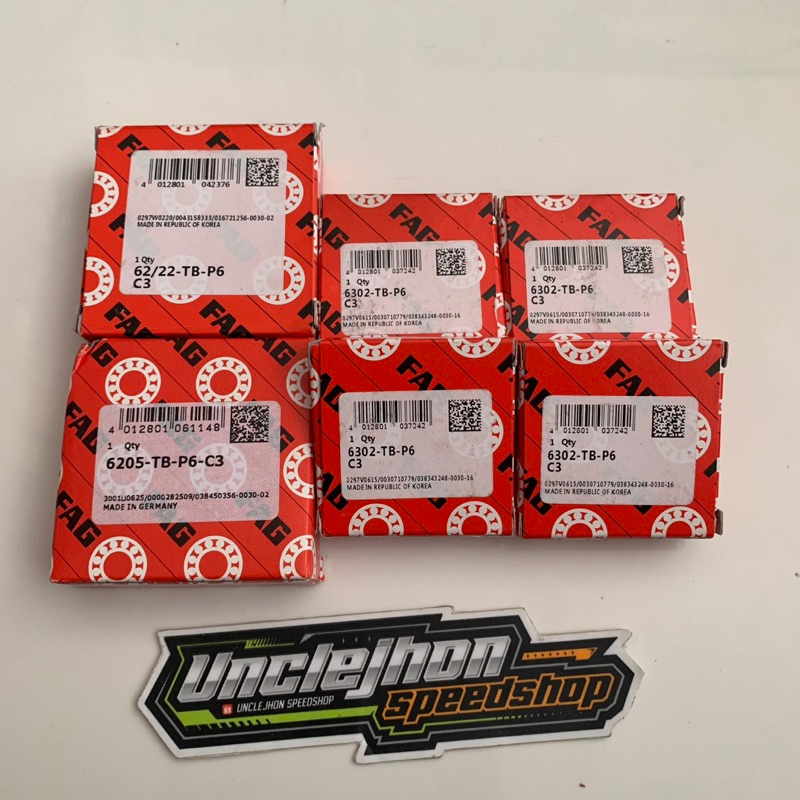 FAG
4 012801 042376
0297W0220/0043158333/016721256-0030-02
MADE IN REPUBLIC OF KOREA
1 Qty
62/22-TB-P6
C3
FAG
4 012801 037242
1 Qty
6302-TB-P6
C3
0297V0615/0030710779/038343248-0030-16
MADE IN REPUBLIC OF KOREA
FAG
4 012801 037242
1 Qty
6302-TB-P6
C3
0297V0615/0030710779/038343248-0030-16
MADE IN REPUBLIC OF KOREA
FAG
4 012801 061148
1 Qty
6205-TB-P6-C3
3001U0625/0000282509/038450356-0030-02
MADE IN GERMANY
FAG
4 012801 037242
1 Qty
6302-TB-P6
C3
0297V0615/0030710779/038343248-0030-16
MADE IN REPUBLIC OF KOREA
FAG
4 012801 037242
1 Qty
6302-TB-P6
C3
0297V0615/0030710779/038343248-0030-16
MADE IN REPUBLIC OF KOREA
Unclejhon
UNCLEJHON SPEEDSHOP
speedshop